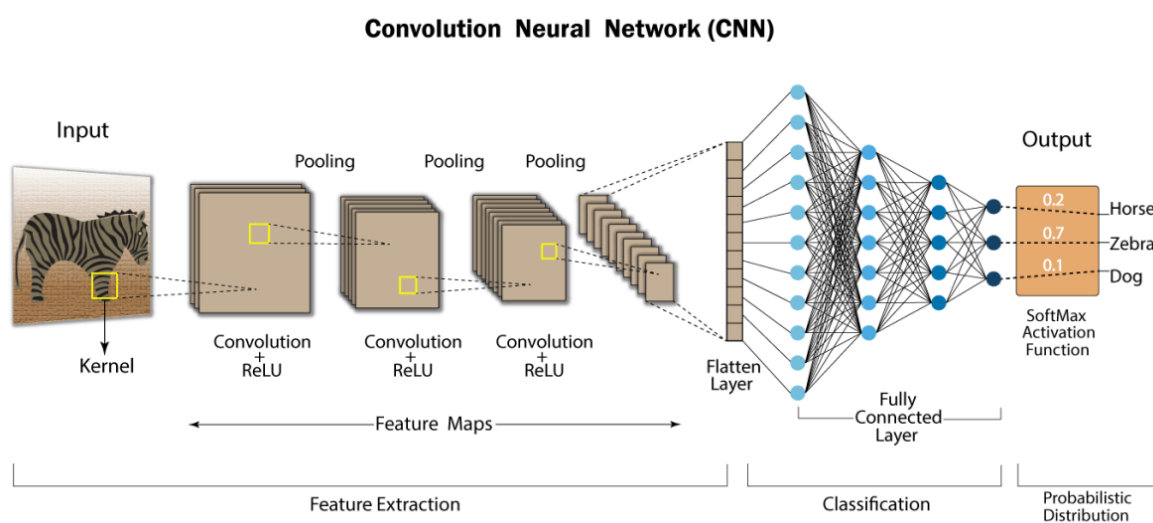 Convolution Neural Network (CNN)
Input
Output
Pooling
Pooling
Pooling
0.2
Horse
0.7
Zebra
0.1
Dog
SoftMax
Activation
Function
Convolution
+
ReLU
Convolution
+
ReLU
Convolution
+
ReLU
Kernel
Flatten
Layer
Fully
Connected
Layer
Feature Maps
Feature Extraction
Classification
Probabilistic
Distribution